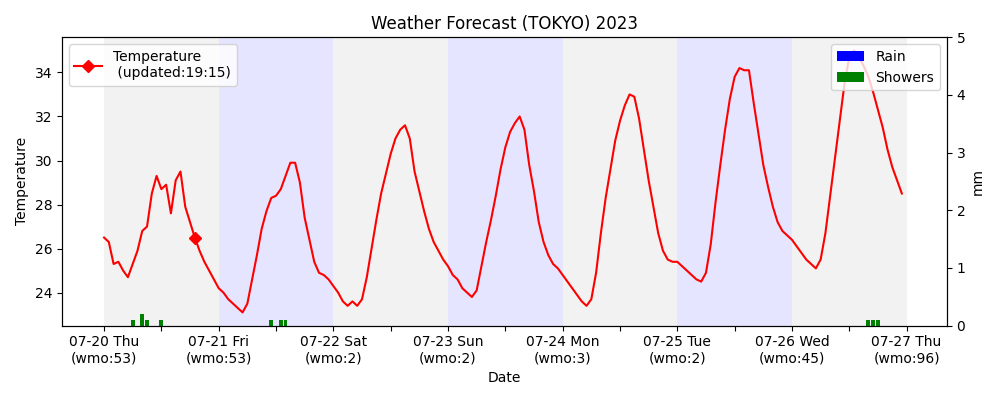 Weather Forecast (TOKYO) 2023
Temperature
(updated:19:15)
Rain
Showers
Temperature
34
32
30
28
26
24
5
4
3
2
1
0
mm
07-20 Thu
(wmo:53)
07-21 Fri
(wmo:53)
07-22 Sat
(wmo:2)
07-23 Sun
(wmo:2)
07-24 Mon
(wmo:3)
07-25 Tue
(wmo:2)
07-26 Wed
(wmo:45)
07-27 Thu
(wmo:96)
Date